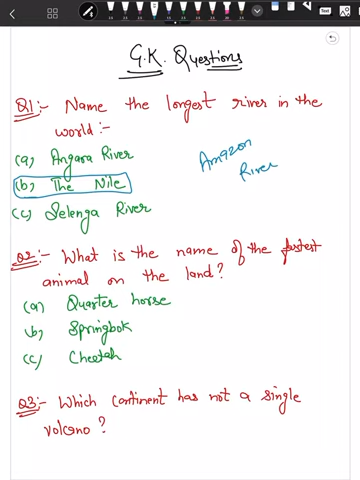 Text
G.K. Questions
Q1:- Name the longest river in the
world:-
(a) Angara River
(b) The Nile
(c) Selenga River
Amazon
River
Q2:- What is the name of the fastest
animal on the land?
(a) Quarter horse
(b) Springbok
(c) Cheetah
Q3:- Which continent has not a single
volcano?